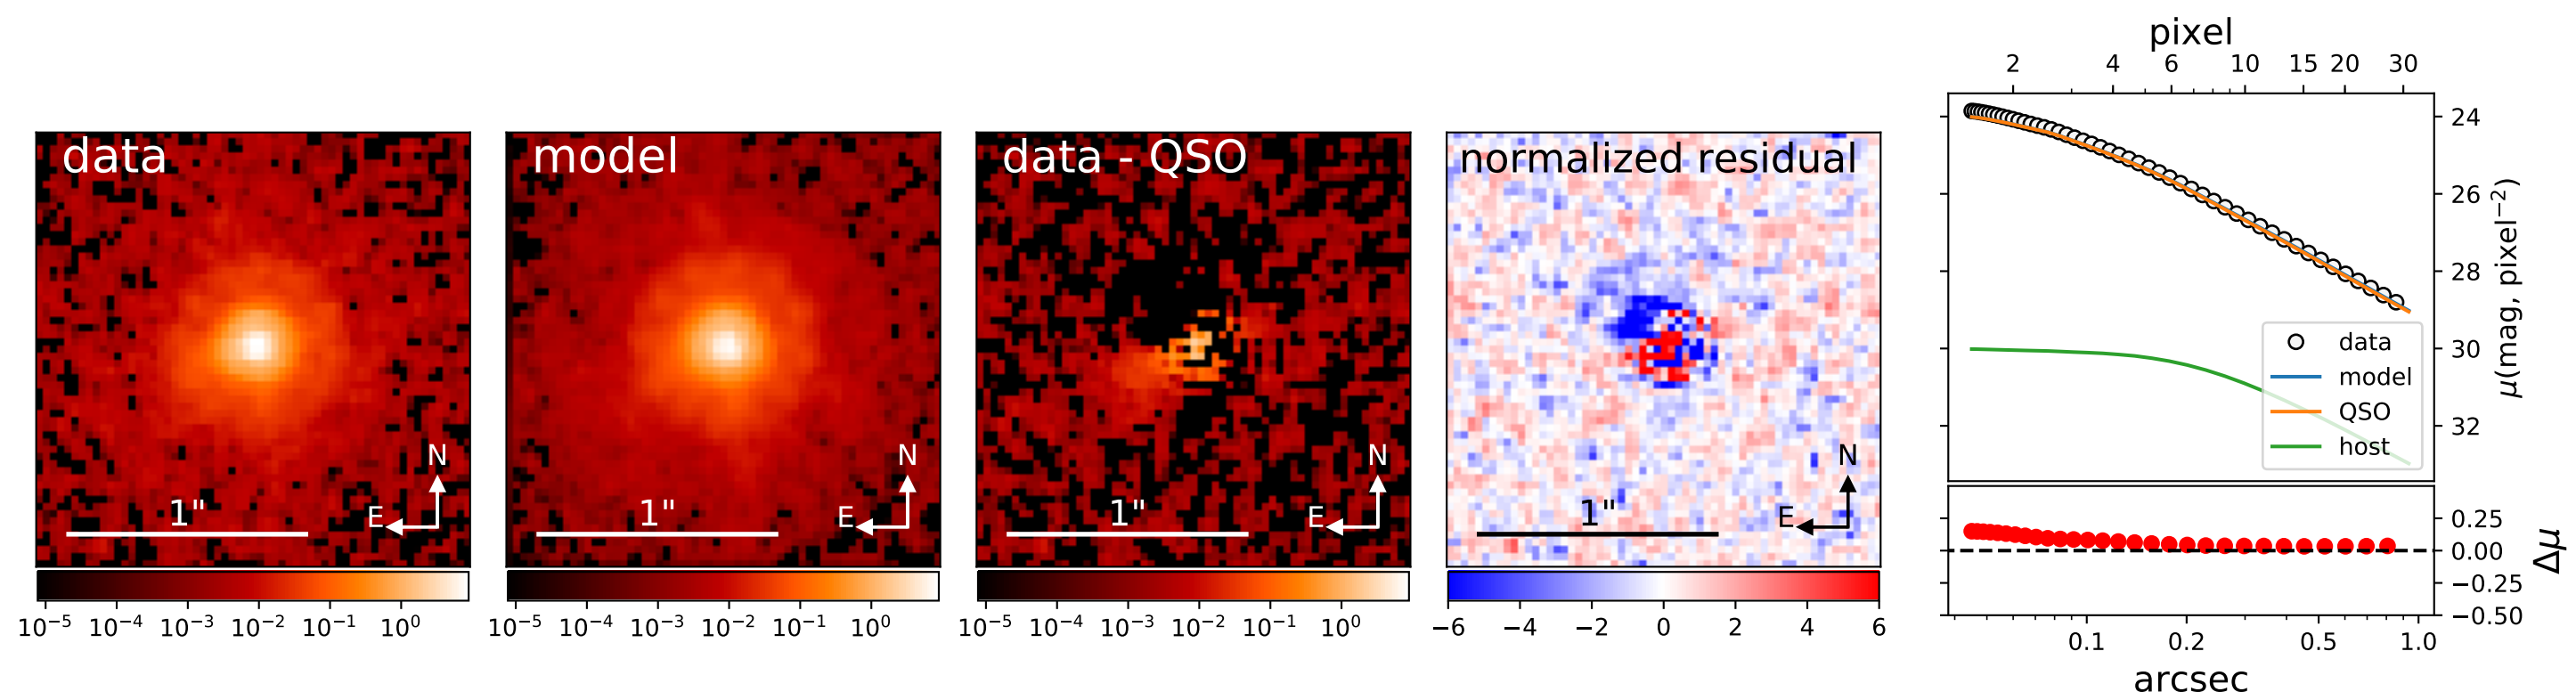 data
N
E
1"
10⁻⁵ 10⁻⁴ 10⁻³ 10⁻² 10⁻¹ 10⁰
model
N
E
1"
10⁻⁵ 10⁻⁴ 10⁻³ 10⁻² 10⁻¹ 10⁰
data - QSO
N
E
1"
10⁻⁵ 10⁻⁴ 10⁻³ 10⁻² 10⁻¹ 10⁰
normalized residual
N
E
1"
−6 −4 −2 0 2 4 6
pixel
2 4 6 10 15 20 30
24
26
28
30
32
μ(mag, pixel⁻²)
data
model
QSO
host
0.25
0.00
−0.25
−0.50
Δμ
0.1 0.2 0.5 1.0
arcsec